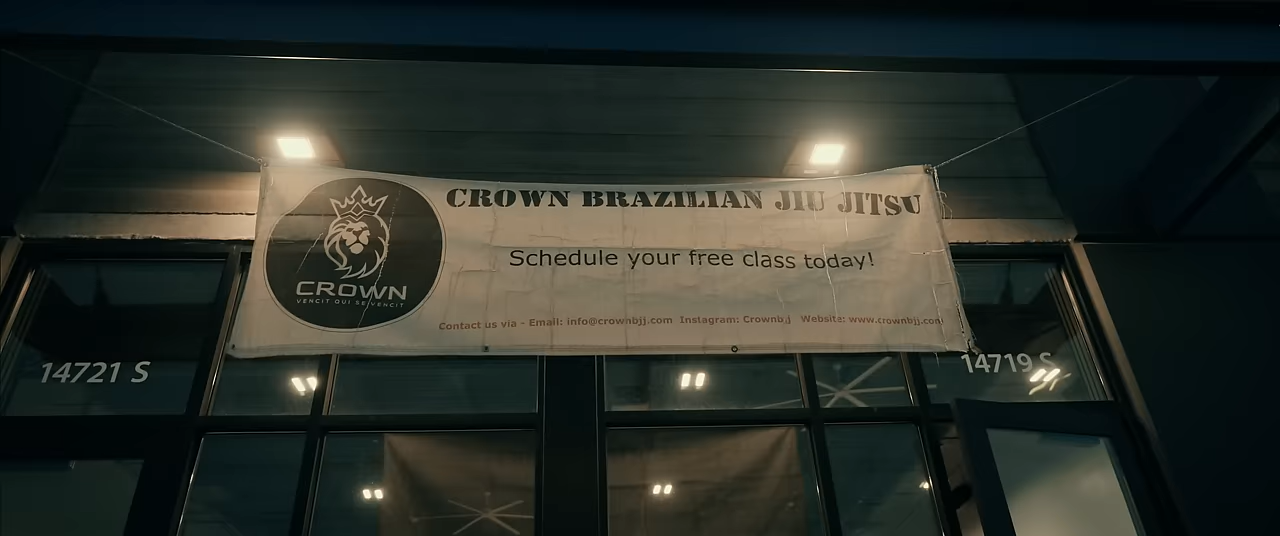 CROWN BRAZILIAN JIU JITSU
Schedule your free class today!
CROWN
VENCIT QUI SE VENCIT
Contact us via - Email: info@crownbjj.com Instagram: Crownbjj Website: www.crownbjj.com
14721 S
14719 S